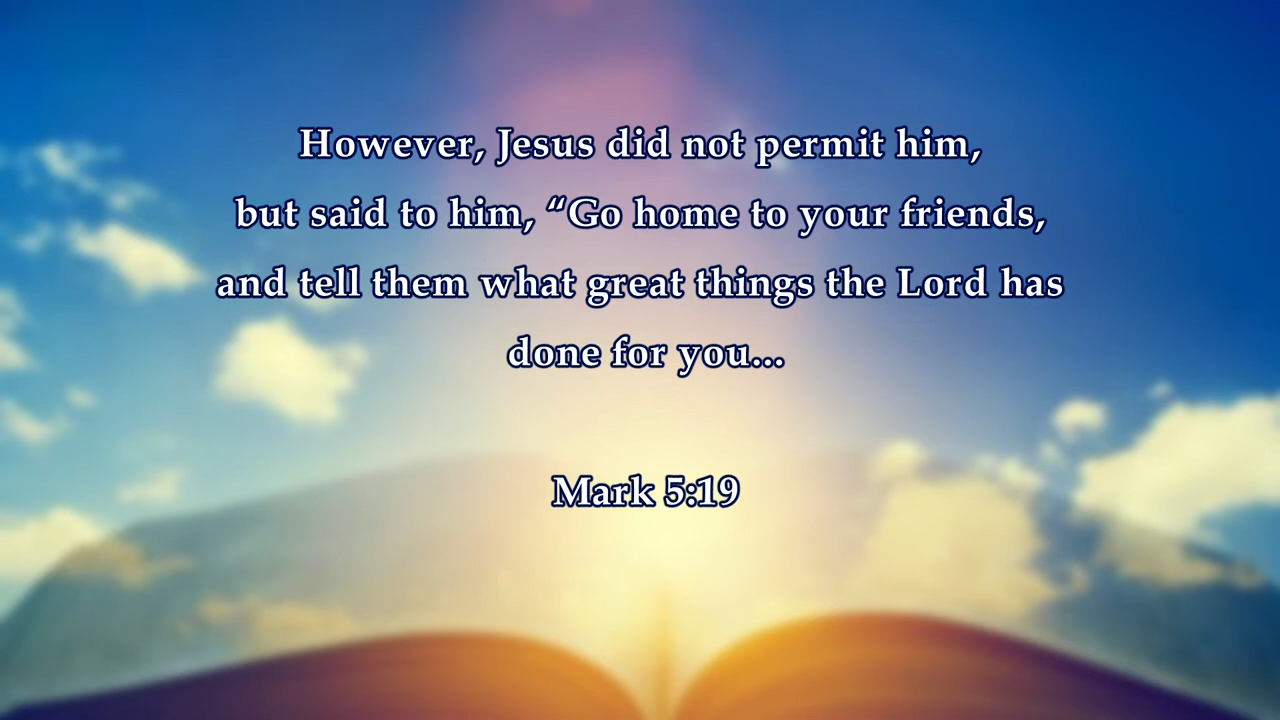 However, Jesus did not permit him,
but said to him, “Go home to your friends,
and tell them what great things the Lord has
done for you...
Mark 5:19